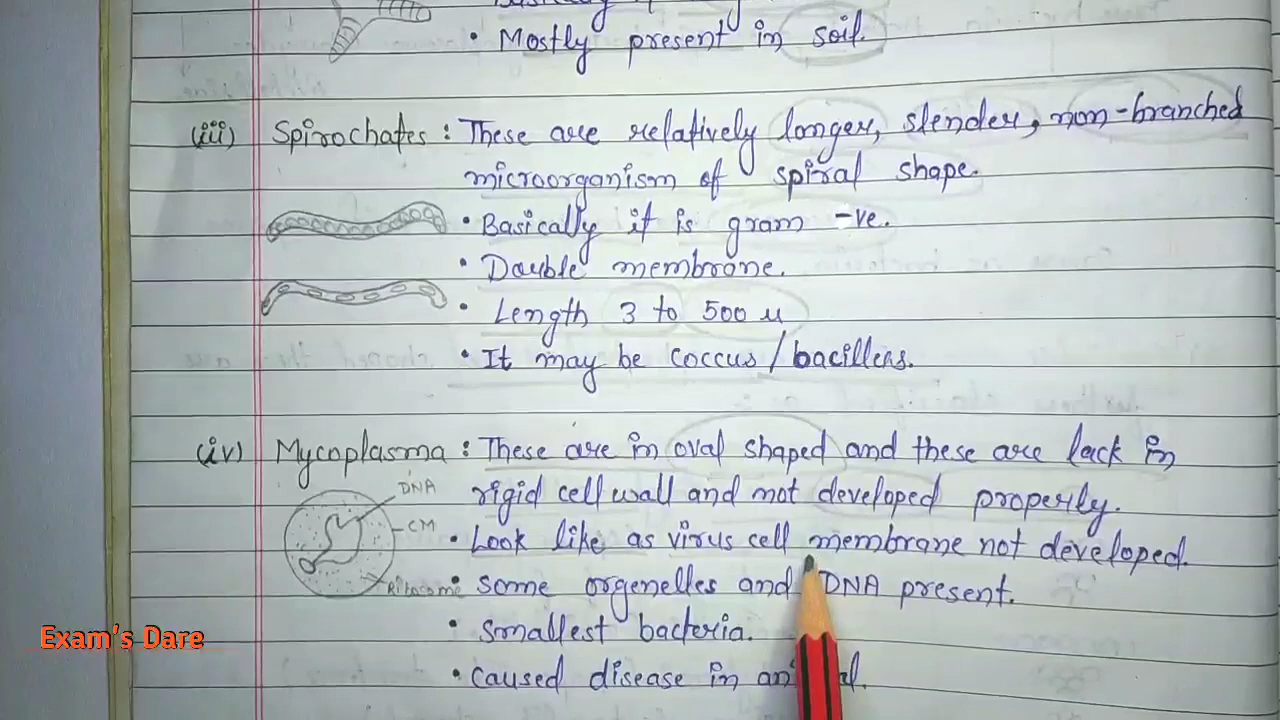 • Mostly present in soil.
(iii) Spirochates : These are relatively longer, slender, non-branched
microorganism of spiral shape.
• Basically it is gram -ve.
• Double membrane.
• Length 3 to 500 u
• It may be coccus / bacillus.
(iv) Mycoplasma : These are in oval shaped and these are lack in
rigid cell wall and not developed properly.
DNA
CM
Ribosome
• Look like as virus cell membrane not developed.
• Some orgenelles and DNA present.
• Smallest bacteria.
• Caused disease in
Exam's Dare